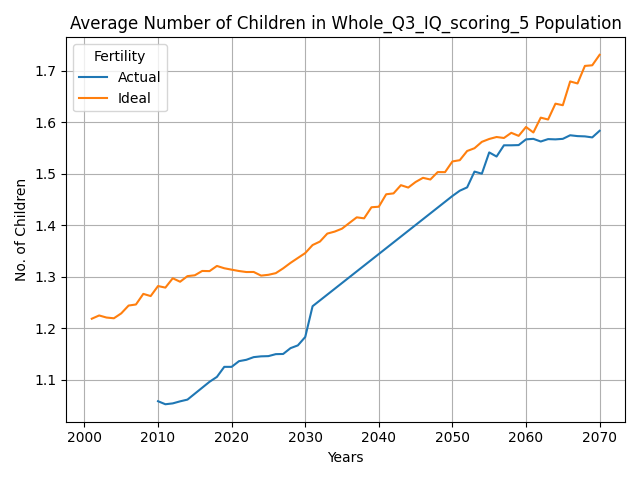 Average Number of Children in Whole_Q3_IQ_scoring_5 Population
Fertility
Actual
Ideal
No. of Children
1.7
1.6
1.5
1.4
1.3
1.2
1.1
2000 2010 2020 2030 2040 2050 2060 2070
Years